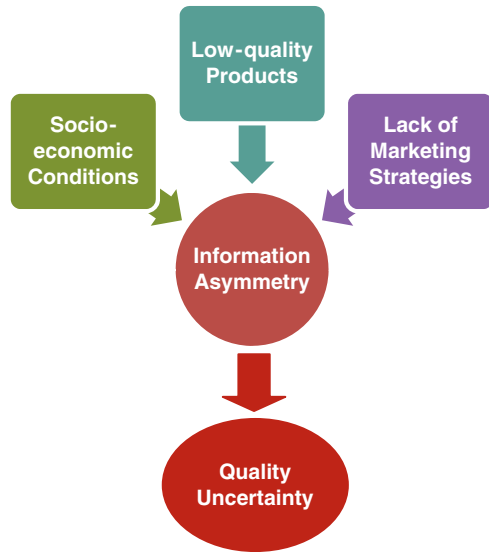 Low-quality
Products
Socio-
economic
Conditions
Lack of
Marketing
Strategies
Information
Asymmetry
Quality
Uncertainty